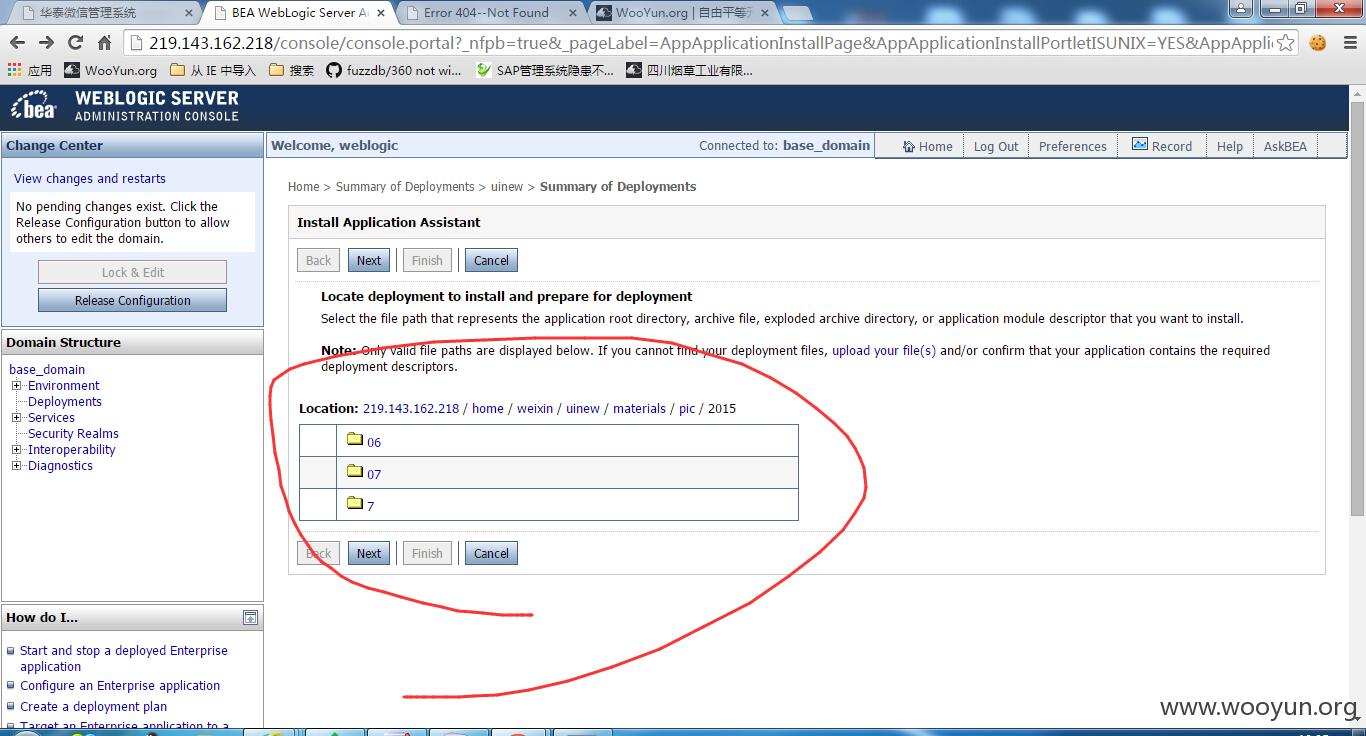 华泰微信管理系统
BEA WebLogic Server A
Error 404--Not Found
WooYun.org | 自由平等开
219.143.162.218/console/console.portal?_nfpb=true&_pageLabel=AppApplicationInstallPage&AppApplicationInstallPortletISUNIX=YES&AppAppli
应用
WooYun.org
从 IE 中导入
搜索
fuzzdb/360 not wi...
SAP管理系统隐患不...
四川烟草工业有限...
bea
WEBLOGIC SERVER
ADMINISTRATION CONSOLE
Change Center
View changes and restarts
No pending changes exist. Click the
Release Configuration button to allow
others to edit the domain.
Lock & Edit
Release Configuration
Domain Structure
base_domain
Environment
Deployments
Services
Security Realms
Interoperability
Diagnostics
How do I...
Start and stop a deployed Enterprise
application
Configure an Enterprise application
Create a deployment plan
Target an Enterprise application to a
Welcome, weblogic
Connected to: base_domain
Home
Log Out
Preferences
Record
Help
AskBEA
Home > Summary of Deployments > uinew > Summary of Deployments
Install Application Assistant
Back Next Finish Cancel
Locate deployment to install and prepare for deployment
Select the file path that represents the application root directory, archive file, exploded archive directory, or application module descriptor that you want to install.
Note: Only valid file paths are displayed below. If you cannot find your deployment files, upload your file(s) and/or confirm that your application contains the required
deployment descriptors.
Location: 219.143.162.218 / home / weixin / uinew / materials / pic / 2015
06
07
7
Back Next Finish Cancel
www.wooyun.org